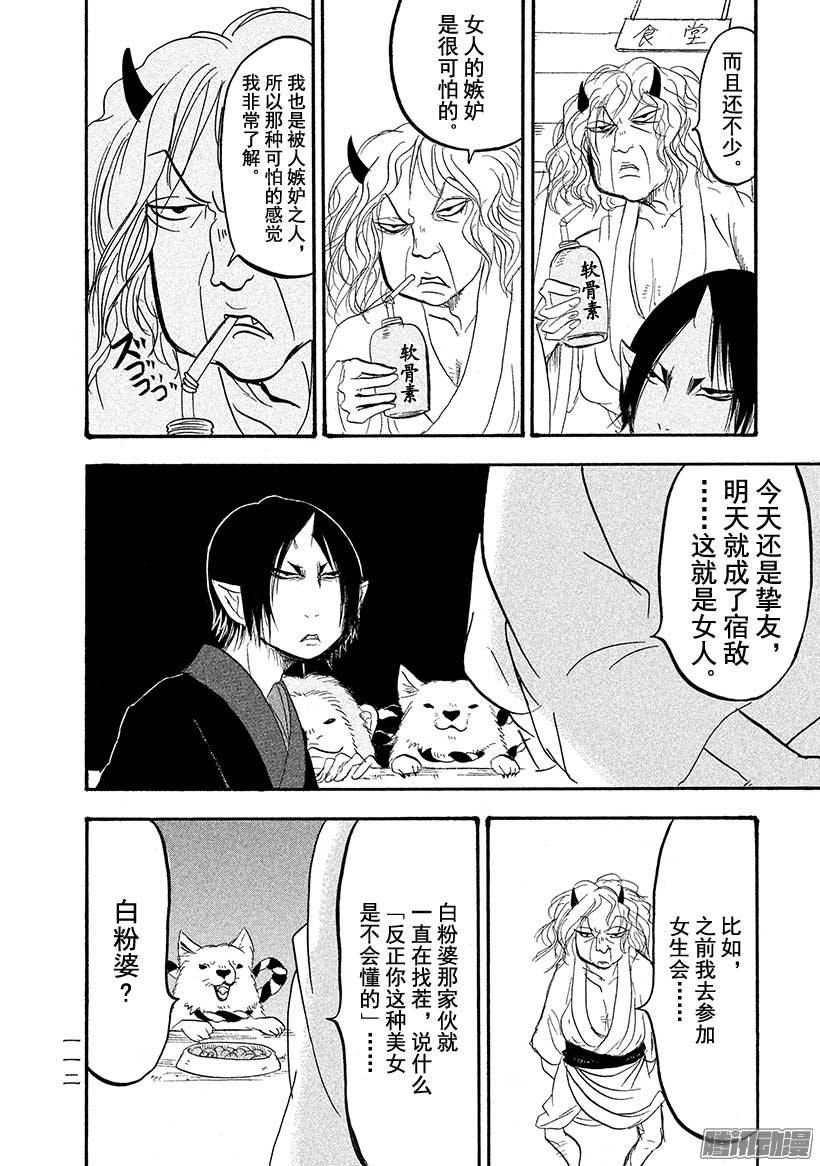 食堂
而且还不少。
软骨素
女人的嫉妒
是很可怕的。
软骨素
我也是被人嫉妒之人，
所以那种可怕的感觉
我非常了解。
ズゴゴゴ
今天还是挚友，
明天就成了宿敌
……这就是女人。
比如，
之前我去参加
女生会……
白粉婆那家伙就
一直在找茬，说什么
「反正你这种美女
是不会懂的」……
白粉婆？
一一二
腾讯动漫